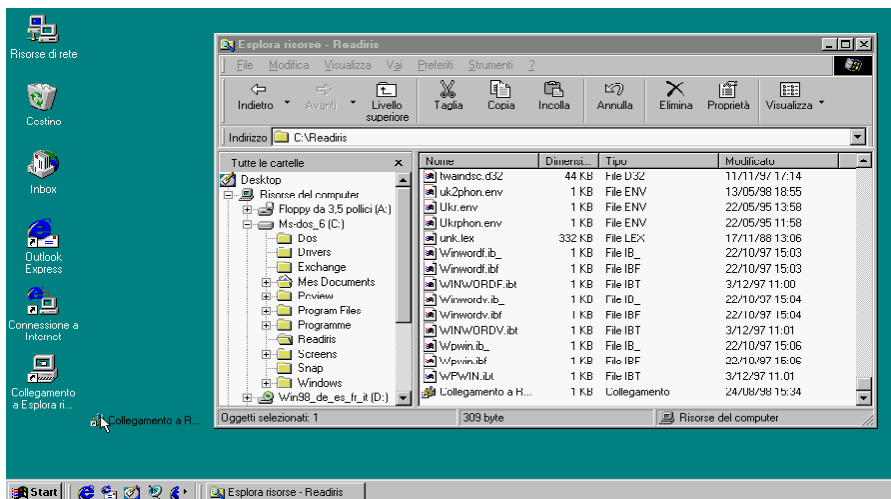 Risorse di rete
Cestino
Inbox
Outlook
Express
Connessione a
Internet
Collegamento
a Esplora ri...
Collegamento a R...
Esplora risorse - Readiris
File Modifica Visualizza Vai Preferiti Strumenti ?
Indietro Avanti Livello superiore Taglia Copia Incolla Annulla Elimina Proprietà Visualizza
Indirizzo C:\Readiris
Tutte le cartelle x
Desktop
Risorse del computer
Floppy da 3,5 pollici (A:)
Ms-dos_6 (C:)
Dos
Drivers
Exchange
Mes Documents
Pcview
Program Files
Programme
Readiris
Screens
Snap
Windows
Win98_de_es_fr_it (D:)
Nome Dimensi... Tipo Modificato
twaindsc.d32 44 KB File D32 11/11/97 17:14
uk2phon.env 1 KB File ENV 13/05/98 18:55
Ukr.env 1 KB File ENV 22/05/95 13:58
Ukrphon.env 1 KB File ENV 22/05/95 11:58
unk.lex 332 KB File LEX 17/11/88 13:06
Winwordf.ib_ 1 KB File IB_ 22/10/97 15:03
Winwordf.ibf 1 KB File IBF 22/10/97 15:03
WINWORDF.ibt 1 KB File IBT 3/12/97 11:00
Winwordv.ib_ 1 KB File IB_ 22/10/97 15:04
Winwordv.ibf 1 KB File IBF 22/10/97 15:04
WINWORDV.ibt 1 KB File IBT 3/12/97 11:01
Wpwin.ib_ 1 KB File IB_ 22/10/97 15:06
Wpwin.ibf 1 KB File IBF 22/10/97 15:06
WPWIN.ibt 1 KB File IBT 3/12/97 11:01
Collegamento a R... 1 KB Collegamento 24/08/98 15:34
Oggetti selezionati: 1 309 byte Risorse del computer
Start Esplora risorse - Readiris